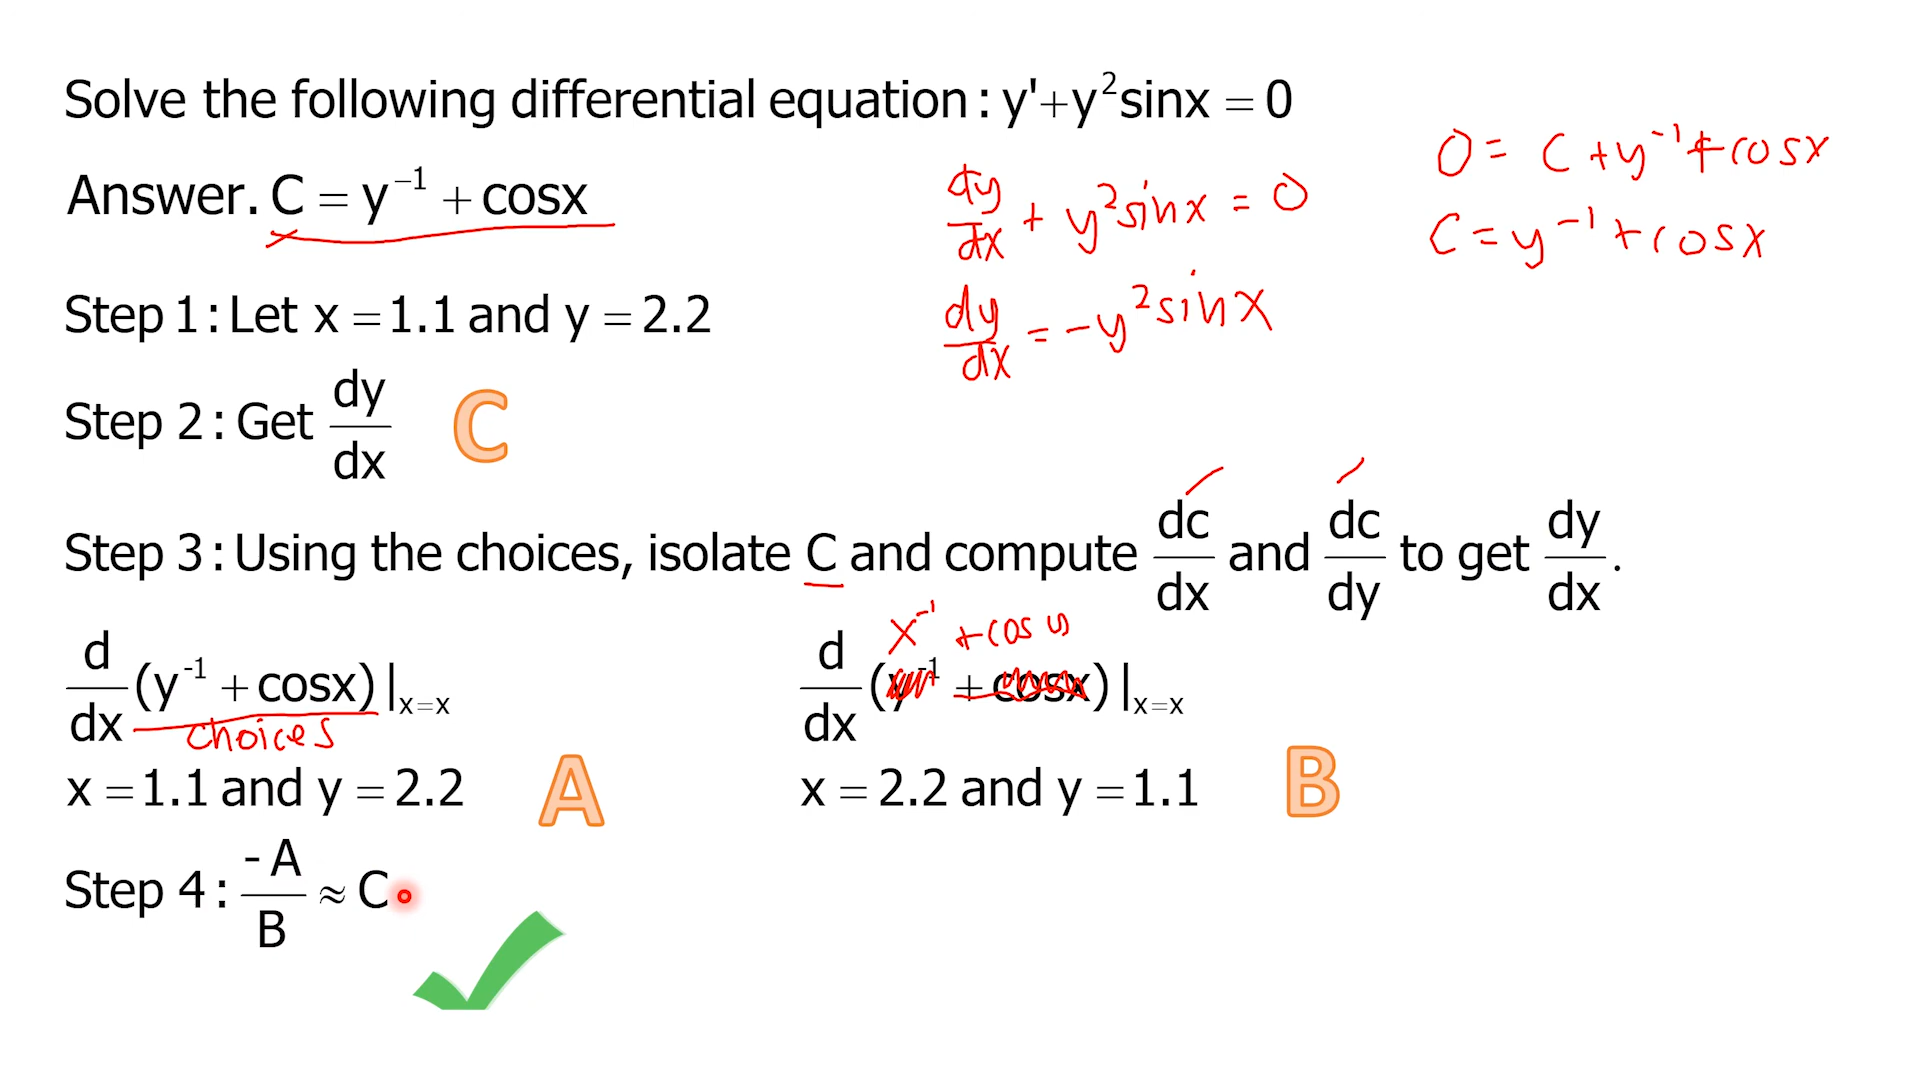 Solve the following differential equation : y'+y²sinx = 0
Answer. C = y⁻¹ + cosx
dy/dx + y²sinx = 0
dy/dx = -y²sinx
0 = C + y⁻¹ + cosx
C = y⁻¹ + cosx
Step 1 : Let x = 1.1 and y = 2.2
Step 2 : Get dy/dx C
Step 3 : Using the choices, isolate C and compute dc/dx and dc/dy to get dy/dx.
d/dx (y⁻¹ + cosx)|x=x
choices
x = 1.1 and y = 2.2 A
x⁻¹ + cos y
d/dx (y⁻¹ + cosx)|x=x
x = 2.2 and y = 1.1 B
Step 4 : -A/B ≈ C